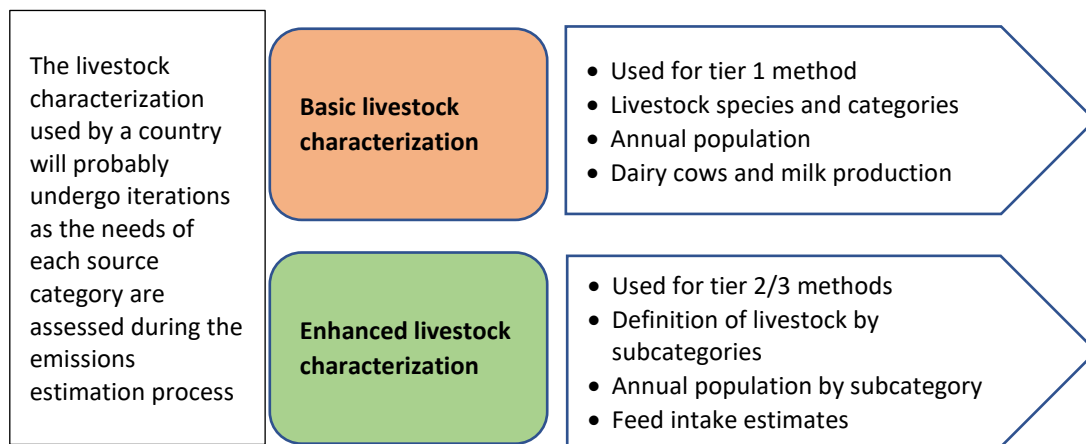 The livestock
characterization
used by a country
will probably
undergo iterations
as the needs of
each source
category are
assessed during the
emissions
estimation process
Basic livestock
characterization
• Used for tier 1 method
• Livestock species and categories
• Annual population
• Dairy cows and milk production
Enhanced livestock
characterization
• Used for tier 2/3 methods
• Definition of livestock by
subcategories
• Annual population by subcategory
• Feed intake estimates